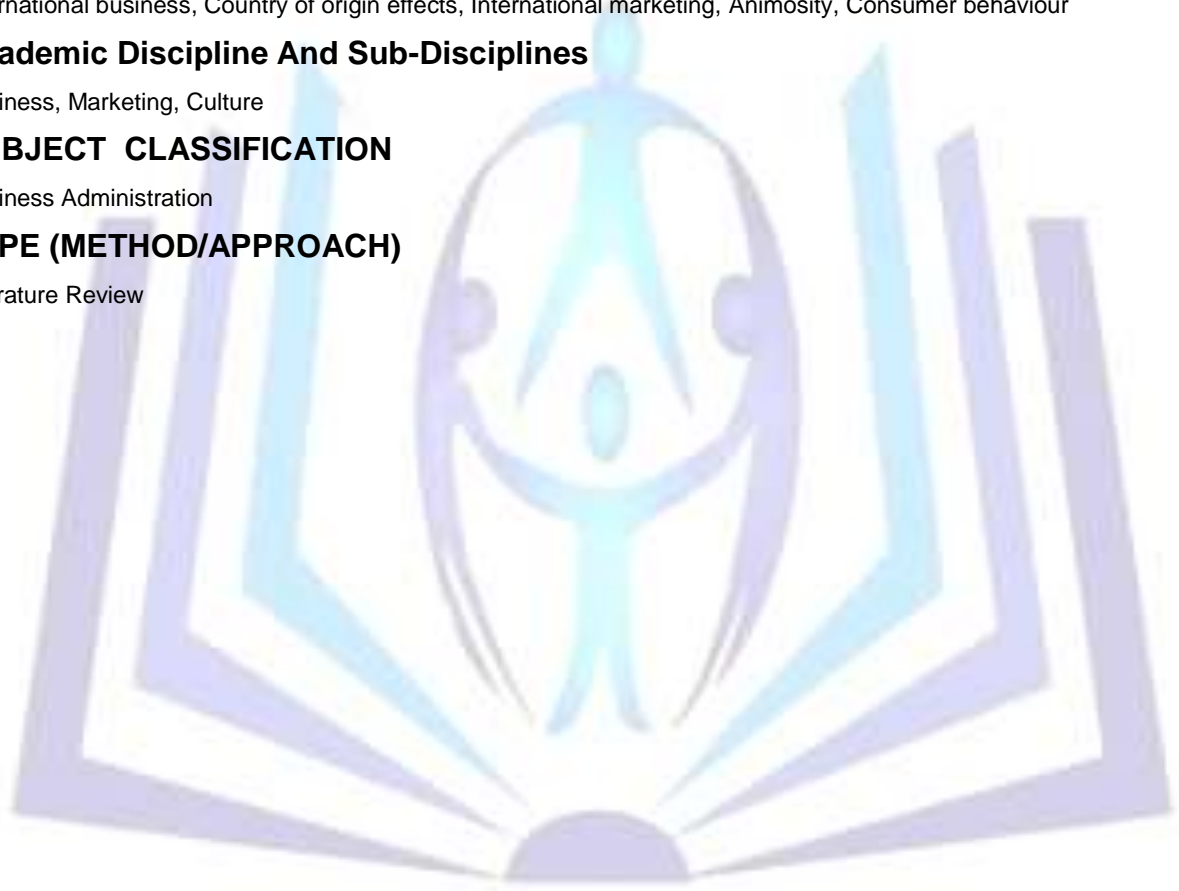 rnational business, Country of origin effects, International marketing, Animosity, Consumer behaviour
ademic Discipline And Sub-Disciplines
iness, Marketing, Culture
BJECT CLASSIFICATION
iness Administration
PE (METHOD/APPROACH)
rature Review